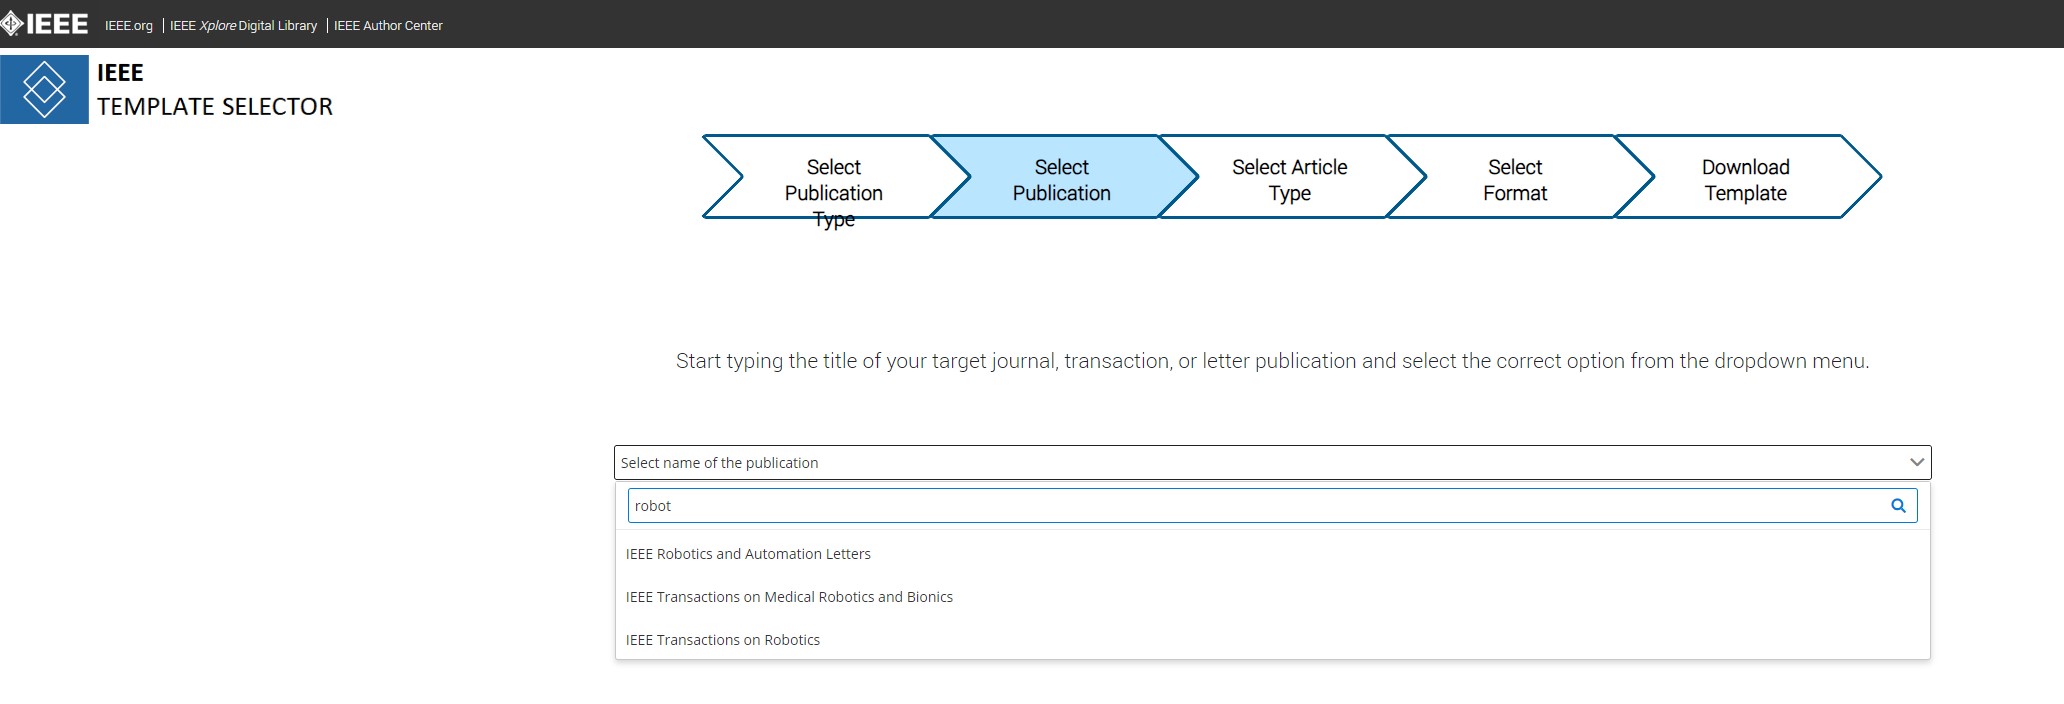 IEEE IEEE.org | IEEE Xplore Digital Library | IEEE Author Center
IEEE
TEMPLATE SELECTOR
Select
Publication
Type
Select
Publication
Select Article
Type
Select
Format
Download
Template
Start typing the title of your target journal, transaction, or letter publication and select the correct option from the dropdown menu.
Select name of the publication
robot
IEEE Robotics and Automation Letters
IEEE Transactions on Medical Robotics and Bionics
IEEE Transactions on Robotics